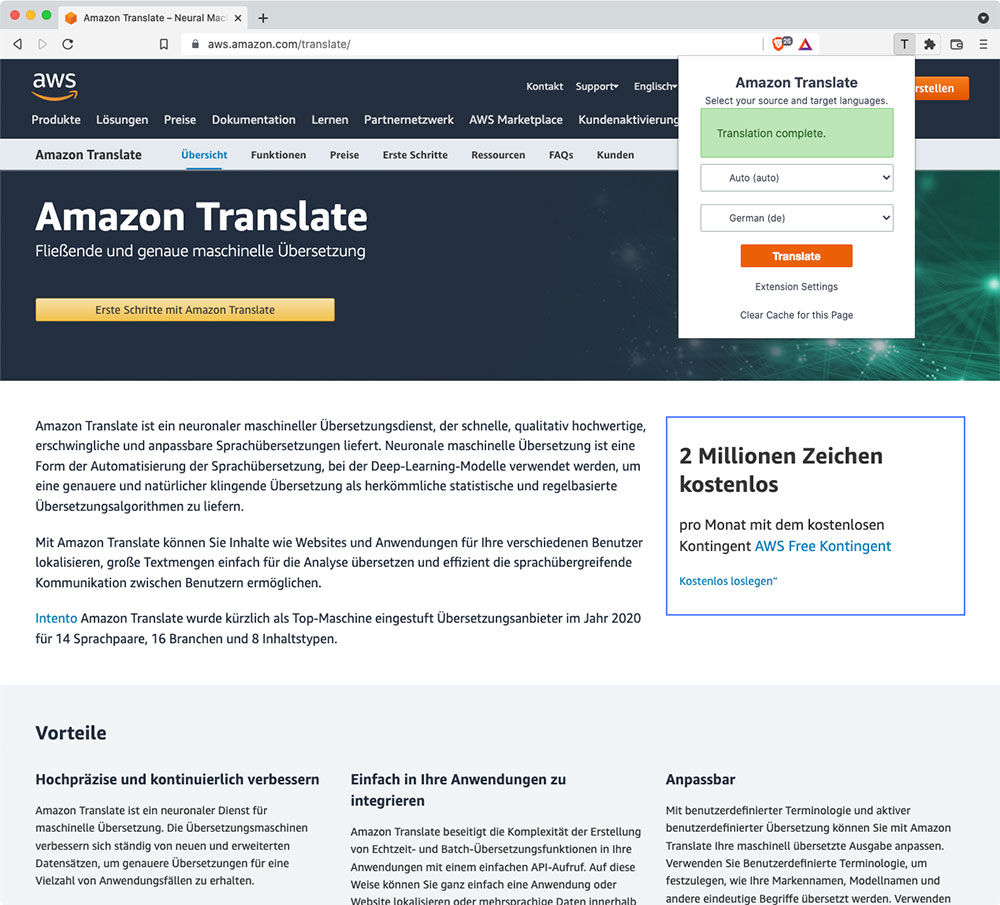 Amazon Translate – Neural Mac
aws.amazon.com/translate/
25
T
aws
Kontakt Support Englisch
rstellen
Produkte Lösungen Preise Dokumentation Lernen Partnernetzwerk AWS Marketplace Kundenaktivierung
Amazon Translate Übersicht Funktionen Preise Erste Schritte Ressourcen FAQs Kunden
Amazon Translate
Select your source and target languages.
Translation complete.
Auto (auto)
German (de)
Translate
Extension Settings
Clear Cache for this Page
Amazon Translate
Fließende und genaue maschinelle Übersetzung
Erste Schritte mit Amazon Translate
Amazon Translate ist ein neuronaler maschineller Übersetzungsdienst, der schnelle, qualitativ hochwertige,
erschwingliche und anpassbare Sprachübersetzungen liefert. Neuronale maschinelle Übersetzung ist eine
Form der Automatisierung der Sprachübersetzung, bei der Deep-Learning-Modelle verwendet werden, um
eine genauere und natürlicher klingende Übersetzung als herkömmliche statistische und regelbasierte
Übersetzungsalgorithmen zu liefern.
Mit Amazon Translate können Sie Inhalte wie Websites und Anwendungen für Ihre verschiedenen Benutzer
lokalisieren, große Textmengen einfach für die Analyse übersetzen und effizient die sprachübergreifende
Kommunikation zwischen Benutzern ermöglichen.
Intento Amazon Translate wurde kürzlich als Top-Maschine eingestuft Übersetzungsanbieter im Jahr 2020
für 14 Sprachpaare, 16 Branchen und 8 Inhaltstypen.
2 Millionen Zeichen
kostenlos
pro Monat mit dem kostenlosen
Kontingent AWS Free Kontingent
Kostenlos loslegen“
Vorteile
Hochpräzise und kontinuierlich verbessern
Amazon Translate ist ein neuronaler Dienst für
maschinelle Übersetzung. Die Übersetzungsmaschinen
verbessern sich ständig von neuen und erweiterten
Datensätzen, um genauere Übersetzungen für eine
Vielzahl von Anwendungsfällen zu erhalten.
Einfach in Ihre Anwendungen zu
integrieren
Amazon Translate beseitigt die Komplexität der Erstellung
von Echtzeit- und Batch-Übersetzungsfunktionen in Ihre
Anwendungen mit einem einfachen API-Aufruf. Auf diese
Weise können Sie ganz einfach eine Anwendung oder
Website lokalisieren oder mehrsprachige Daten innerhalb
Anpassbar
Mit benutzerdefinierter Terminologie und aktiver
benutzerdefinierter Übersetzung können Sie mit Amazon
Translate Ihre maschinell übersetzte Ausgabe anpassen.
Verwenden Sie Benutzerdefinierte Terminologie, um
festzulegen, wie Ihre Markennamen, Modellnamen und
andere eindeutige Begriffe übersetzt werden. Verwenden